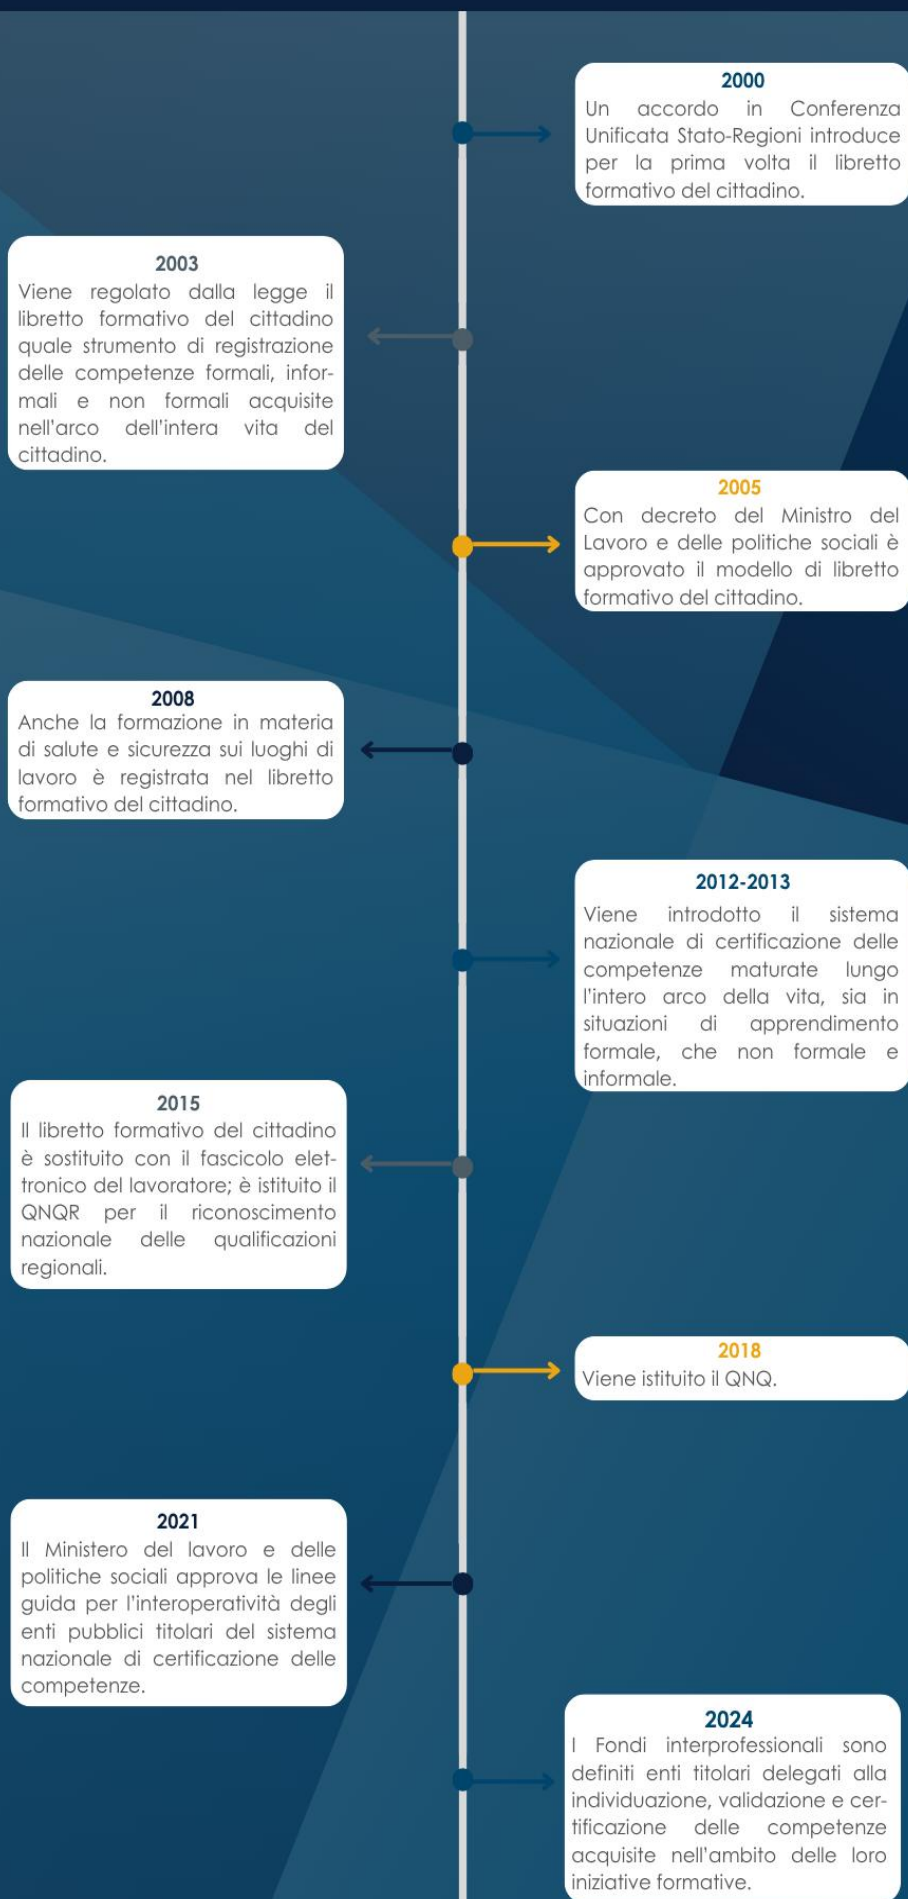 2000
Un accordo in Conferenza
Unificata Stato-Regioni introduce
per la prima volta il libretto
formativo del cittadino.
2003
Viene regolato dalla legge il
libretto formativo del cittadino
quale strumento di registrazione
delle competenze formali, infor-
mali e non formali acquisite
nell'arco dell'intera vita del
cittadino.
2005
Con decreto del Ministro del
Lavoro e delle politiche sociali è
approvato il modello di libretto
formativo del cittadino.
2008
Anche la formazione in materia
di salute e sicurezza sui luoghi di
lavoro è registrata nel libretto
formativo del cittadino.
2012-2013
Viene introdotto il sistema
nazionale di certificazione delle
competenze maturate lungo
l'intero arco della vita, sia in
situazioni di apprendimento
formale, che non formale e
informale.
2015
Il libretto formativo del cittadino
è sostituito con il fascicolo elet-
tronico del lavoratore; è istituito il
QNQR per il riconoscimento
nazionale delle qualificazioni
regionali.
2018
Viene istituito il QNQ.
2021
Il Ministero del lavoro e delle
politiche sociali approva le linee
guida per l'interoperatività degli
enti pubblici titolari del sistema
nazionale di certificazione delle
competenze.
2024
I Fondi interprofessionali sono
definiti enti titolari delegati alla
individuazione, validazione e cer-
tificazione delle competenze
acquisite nell'ambito delle loro
iniziative formative.